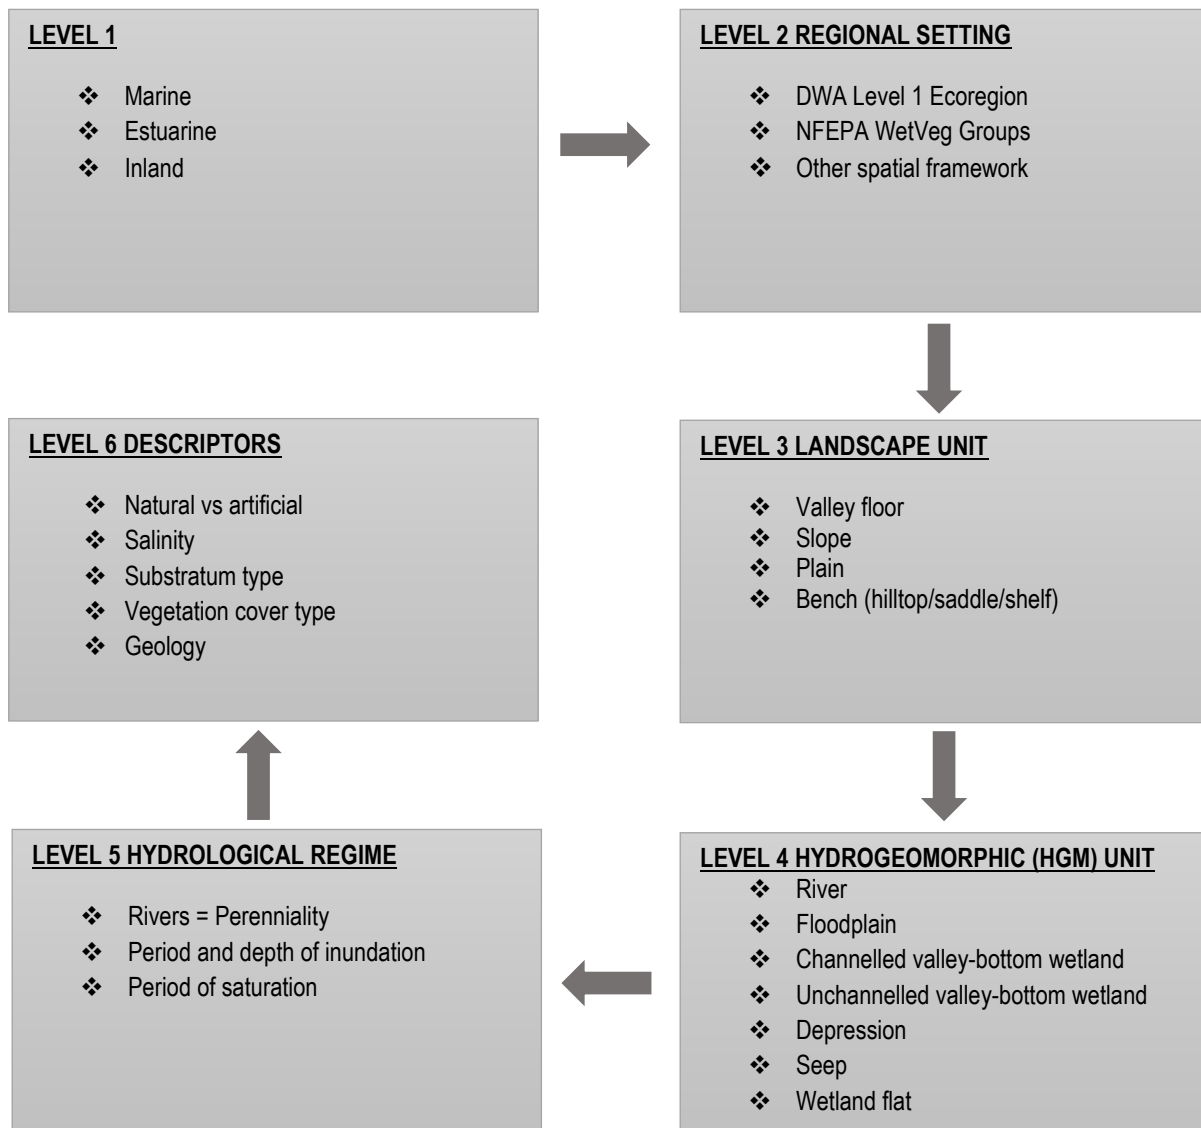 LEVEL 1
❖ Marine
❖ Estuarine
❖ Inland
LEVEL 2 REGIONAL SETTING
❖ DWA Level 1 Ecoregion
❖ NFEPA WetVeg Groups
❖ Other spatial framework
LEVEL 3 LANDSCAPE UNIT
❖ Valley floor
❖ Slope
❖ Plain
❖ Bench (hilltop/saddle/shelf)
LEVEL 4 HYDROGEOMORPHIC (HGM) UNIT
❖ River
❖ Floodplain
❖ Channelled valley-bottom wetland
❖ Unchannelled valley-bottom wetland
❖ Depression
❖ Seep
❖ Wetland flat
LEVEL 5 HYDROLOGICAL REGIME
❖ Rivers = Perenniality
❖ Period and depth of inundation
❖ Period of saturation
LEVEL 6 DESCRIPTORS
❖ Natural vs artificial
❖ Salinity
❖ Substratum type
❖ Vegetation cover type
❖ Geology